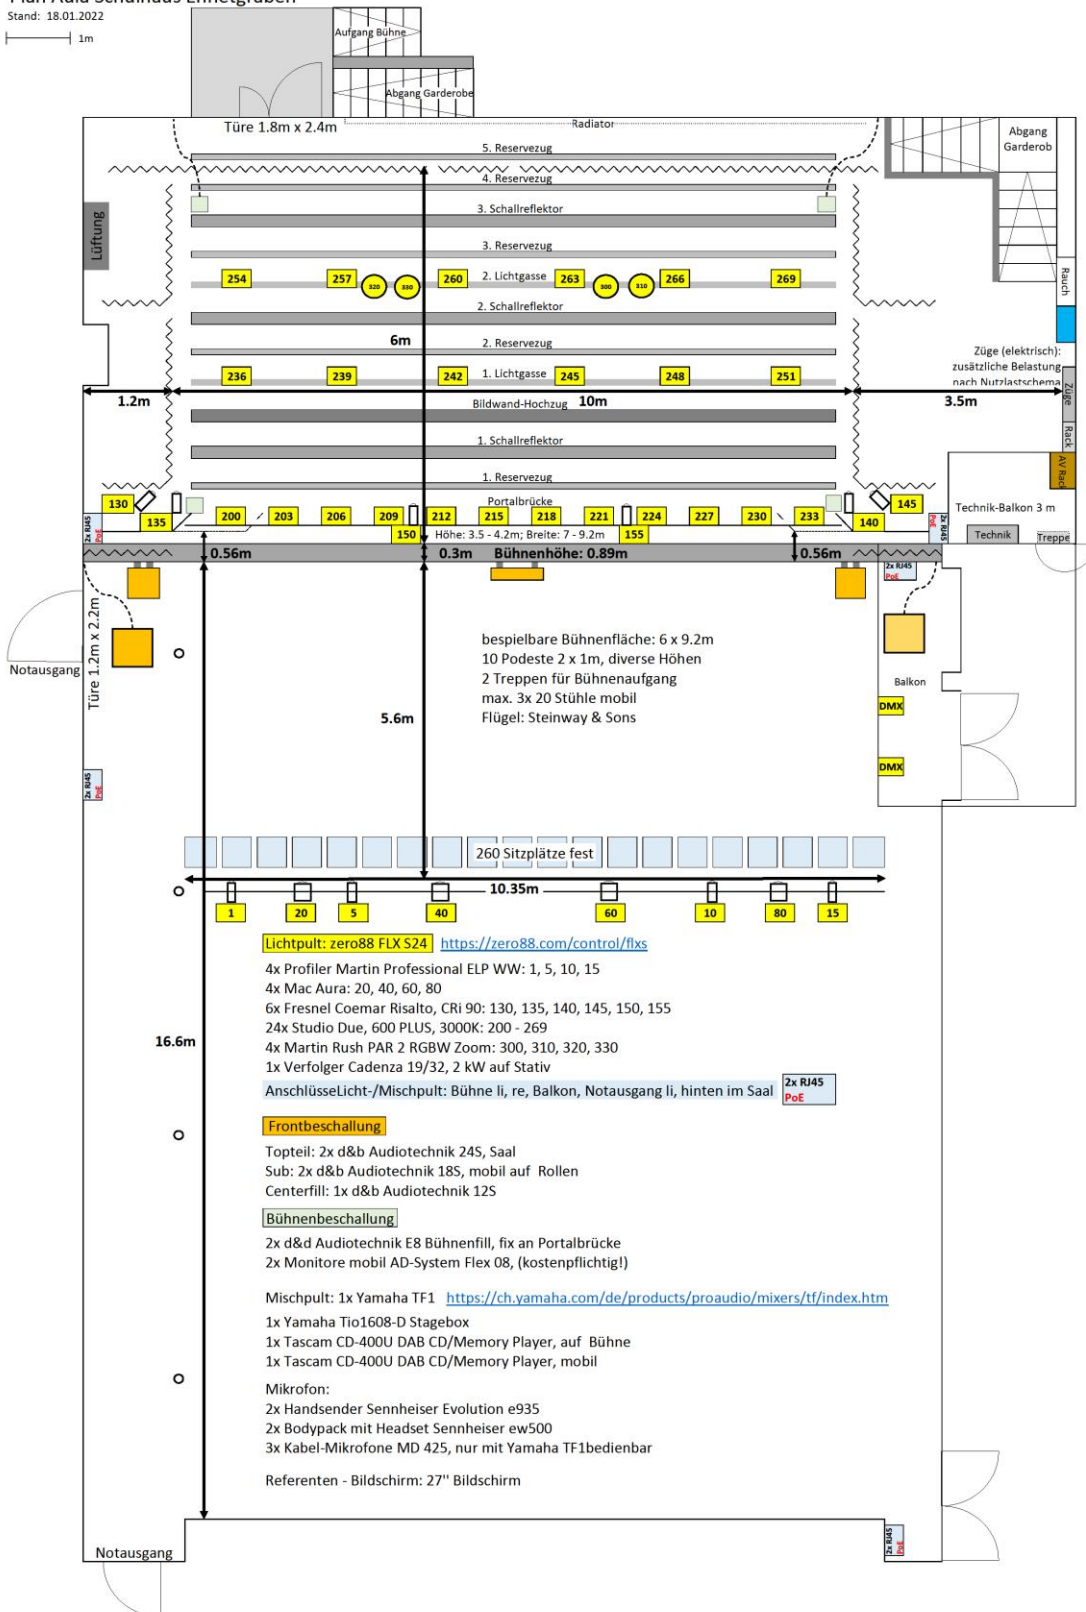 Plan Aula Schulhaus Ennetgraben
Stand: 18.01.2022
1m
Aufgang Bühne
Abgang Garderobe
Türe 1.8m x 2.4m
Radiator
Abgang
Garderob
5. Reservezug
4. Reservezug
3. Schallreflektor
Lüftung
3. Reservezug
2. Lichtgasse
254
257
320
330
260
263
300
310
266
269
Rauch
2. Schallreflektor
6m
2. Reservezug
Züge (elektrisch):
zusätzliche Belastung
nach Nutzlastschema
1. Lichtgasse
236
239
242
245
248
251
Züge
1.2m
Bildwand-Hochzug
10m
3.5m
Rack
1. Schallreflektor
AV Rack
1. Reservezug
Portalbrücke
130
135
200
203
206
209
150
212
215
218
221
155
224
227
230
233
140
145
Technik-Balkon 3 m
2x RJ45
PoE
Höhe: 3.5 - 4.2m; Breite: 7 - 9.2m
2x RJ45
PoE
Technik
Treppe
0.56m
0.3m
Bühnenhöhe: 0.89m
0.56m
2x RJ45
PoE
Türe 1.2m x 2.2m
Notausgang
bespielbare Bühnenfläche: 6 x 9.2m
10 Podeste 2 x 1m, diverse Höhen
2 Treppen für Bühnenaufgang
max. 3x 20 Stühle mobil
Flügel: Steinway & Sons
Balkon
DMX
DMX
5.6m
2x RJ45
PoE
260 Sitzplätze fest
10.35m
1
20
5
40
60
10
80
15
Lichtpult: zero88 FLX S24 https://zero88.com/control/flxs
4x Profiler Martin Professional ELP WW: 1, 5, 10, 15
4x Mac Aura: 20, 40, 60, 80
6x Fresnel Coemar Risalto, CRi 90: 130, 135, 140, 145, 150, 155
24x Studio Due, 600 PLUS, 3000K: 200 - 269
4x Martin Rush PAR 2 RGBW Zoom: 300, 310, 320, 330
1x Verfolger Cadenza 19/32, 2 kW auf Stativ
16.6m
AnschlüsseLicht-/Mischpult: Bühne li, re, Balkon, Notausgang li, hinten im Saal
2x RJ45
PoE
Frontbeschallung
Topteil: 2x d&b Audiotechnik 24S, Saal
Sub: 2x d&b Audiotechnik 18S, mobil auf Rollen
Centerfill: 1x d&b Audiotechnik 12S
Bühnenbeschallung
2x d&d Audiotechnik E8 Bühnenfill, fix an Portalbrücke
2x Monitore mobil AD-System Flex 08, (kostenpflichtig!)
Mischpult: 1x Yamaha TF1 https://ch.yamaha.com/de/products/proaudio/mixers/tf/index.htm
1x Yamaha Tio1608-D Stagebox
1x Tascam CD-400U DAB CD/Memory Player, auf Bühne
1x Tascam CD-400U DAB CD/Memory Player, mobil
Mikrofon:
2x Handsender Sennheiser Evolution e935
2x Bodypack mit Headset Sennheiser ew500
3x Kabel-Mikrofone MD 425, nur mit Yamaha TF1bedienbar
Referenten - Bildschirm: 27'' Bildschirm
Notausgang
2x RJ45
PoE